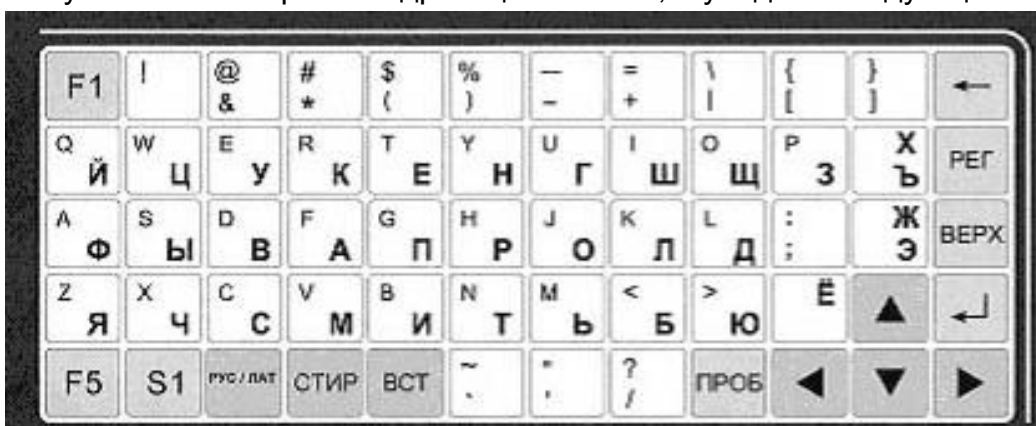 F1 ! @ & # * $ ( % ) — - = + \ | { [ } ] ←
Q Й W Ц E У R К T Е Y Н U Г I Ш O Щ P З Х Ъ РЕГ
A Ф S Ы D В F А G П H Р J О K Л L Д : ; Ж Э ВЕРХ
Z Я X Ч C С V М B И N Т M Ь < Б > Ю Ё ▲ ↵
F5 S1 РУС / ЛАТ СТИР ВСТ ~ . " ' ? / ПРОБ ◀ ▼ ▶